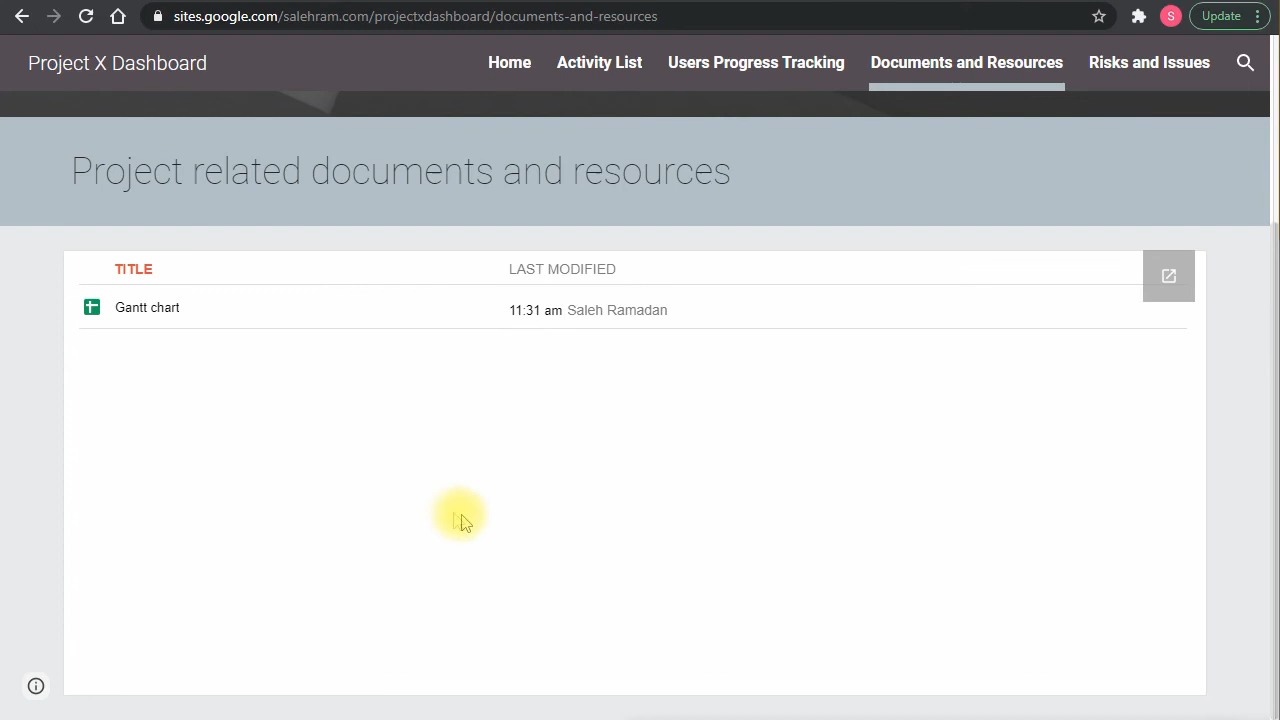 sites.google.com/salehram.com/projectxdashboard/documents-and-resources
S
Update
Project X Dashboard
Home
Activity List
Users Progress Tracking
Documents and Resources
Risks and Issues
Project related documents and resources
TITLE
LAST MODIFIED
Gantt chart
11:31 am Saleh Ramadan